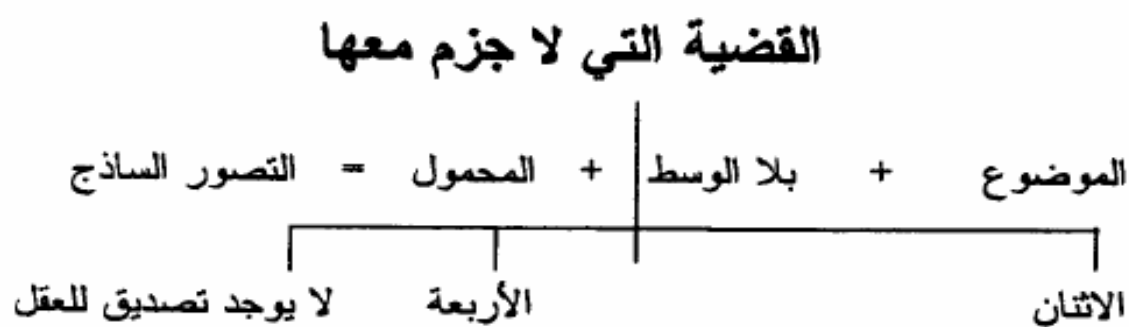 القضية التي لا جزم معها
الموضوع + بلا الوسط + المحمول = التصور الساذج
الاثنان الأربعة لا يوجد تصديق للعقل